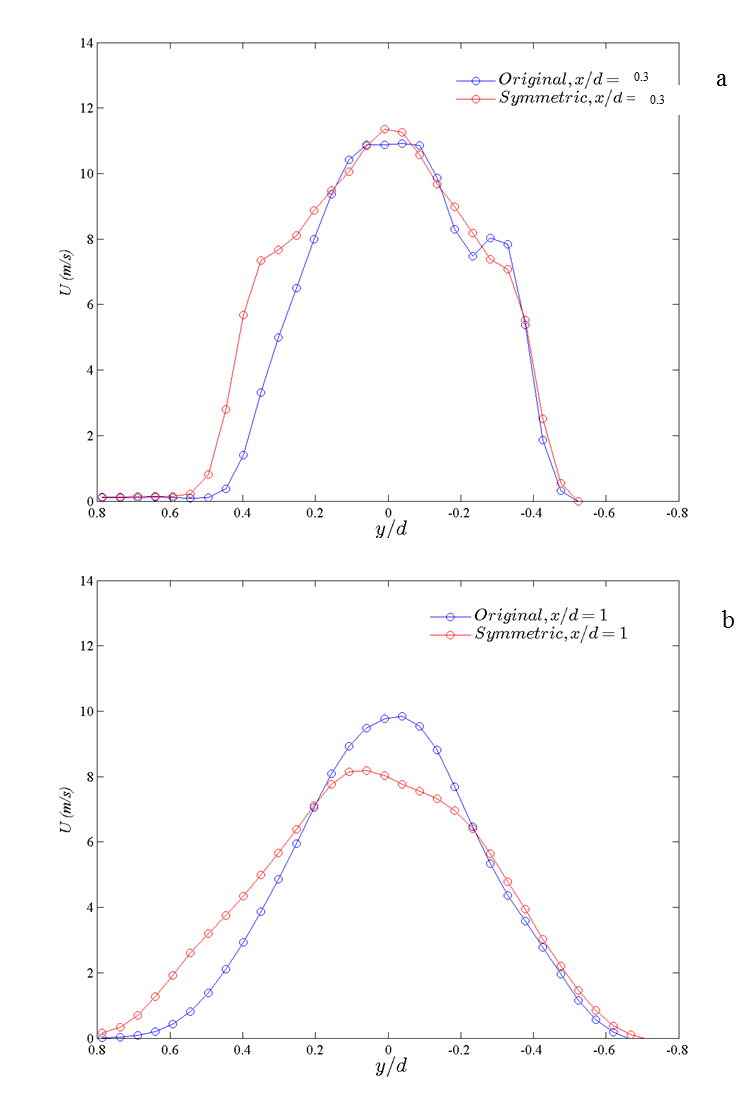 14
a
Original, x/d = 0.3
Symmetric, x/d = 0.3
12
10
8
U (m/s)
6
4
2
0
0.8 0.6 0.4 0.2 0 -0.2 -0.4 -0.6 -0.8
y/d
14
Original, x/d = 1
b
Symmetric, x/d = 1
12
10
8
U (m/s)
6
4
2
0
0.8 0.6 0.4 0.2 0 -0.2 -0.4 -0.6 -0.8
y/d